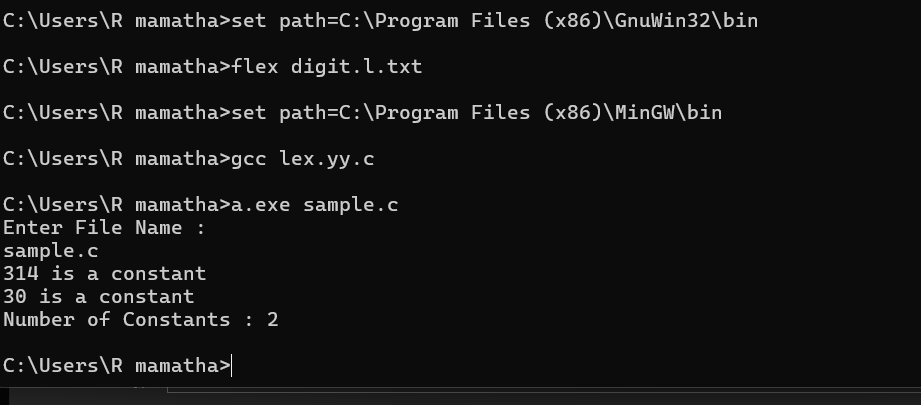 C:\Users\R mamatha>set path=C:\Program Files (x86)\GnuWin32\bin
C:\Users\R mamatha>flex digit.l.txt
C:\Users\R mamatha>set path=C:\Program Files (x86)\MinGW\bin
C:\Users\R mamatha>gcc lex.yy.c
C:\Users\R mamatha>a.exe sample.c
Enter File Name :
sample.c
314 is a constant
30 is a constant
Number of Constants : 2
C:\Users\R mamatha>